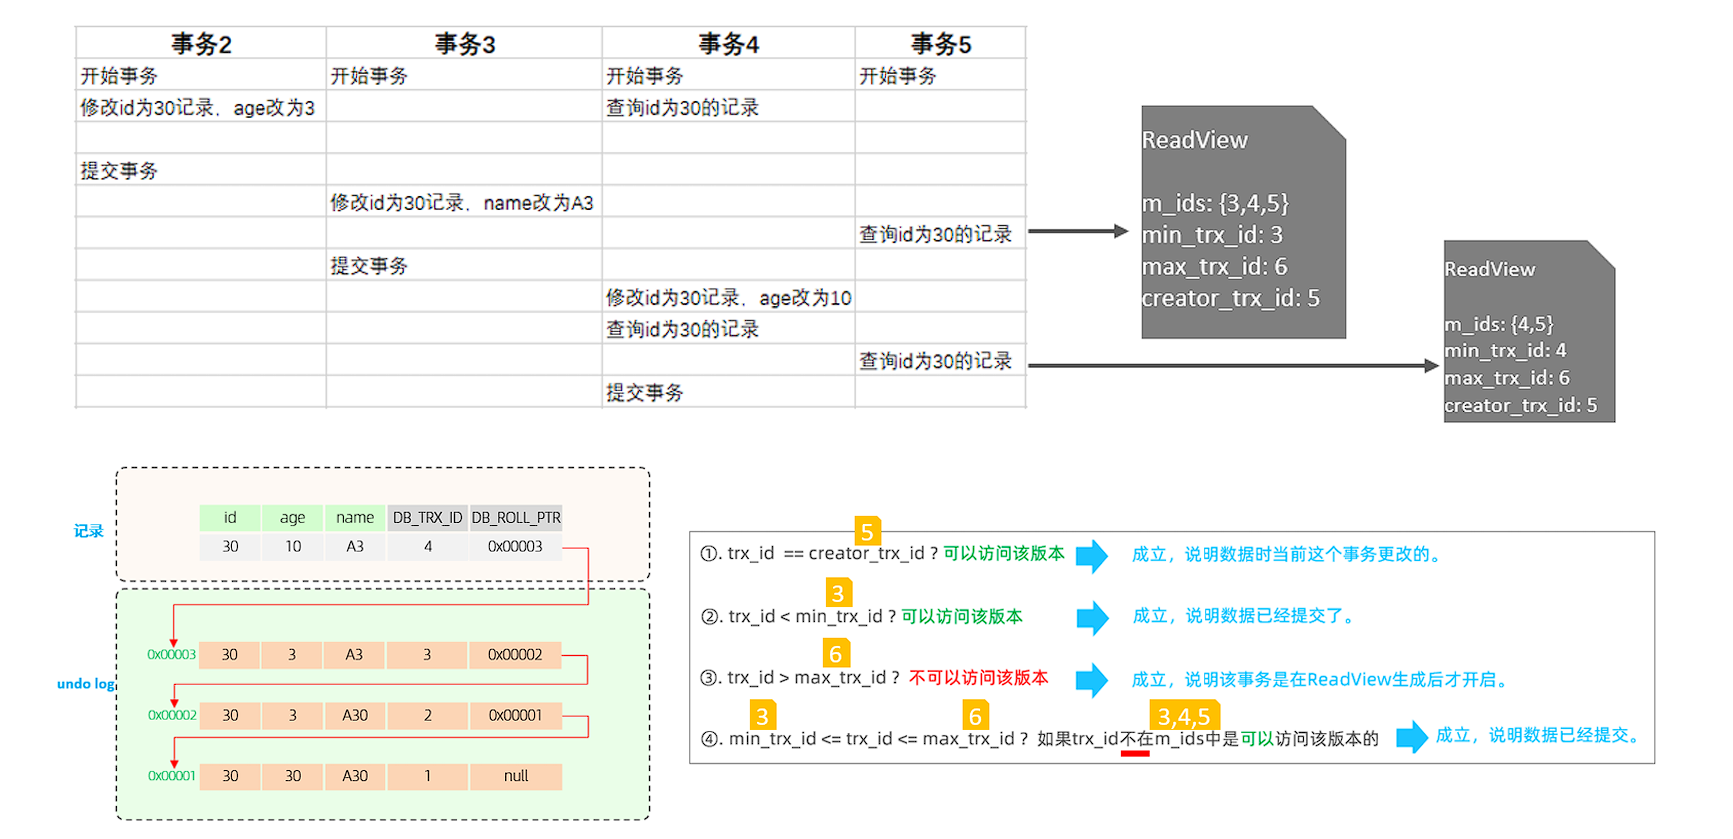 事务2 事务3 事务4 事务5
开始事务 开始事务 开始事务 开始事务
修改id为30记录，age改为3 查询id为30的记录
提交事务
修改id为30记录，name改为A3
查询id为30的记录
提交事务
修改id为30记录，age改为10
查询id为30的记录
查询id为30的记录
提交事务
ReadView
m_ids: {3,4,5}
min_trx_id: 3
max_trx_id: 6
creator_trx_id: 5
ReadView
m_ids: {4,5}
min_trx_id: 4
max_trx_id: 6
creator_trx_id: 5
记录
id age name DB_TRX_ID DB_ROLL_PTR
30 10 A3 4 0x00003
undo log
0x00003 30 3 A3 3 0x00002
0x00002 30 3 A30 2 0x00001
0x00001 30 30 A30 1 null
5
①. trx_id == creator_trx_id ? 可以访问该版本 成立，说明数据时当前这个事务更改的。
3
②. trx_id < min_trx_id ? 可以访问该版本 成立，说明数据已经提交了。
6
③. trx_id > max_trx_id ? 不可以访问该版本 成立，说明该事务是在ReadView生成后才开启。
3 6 3,4,5
④. min_trx_id <= trx_id <= max_trx_id ? 如果trx_id不在m_ids中是可以访问该版本的 成立，说明数据已经提交。